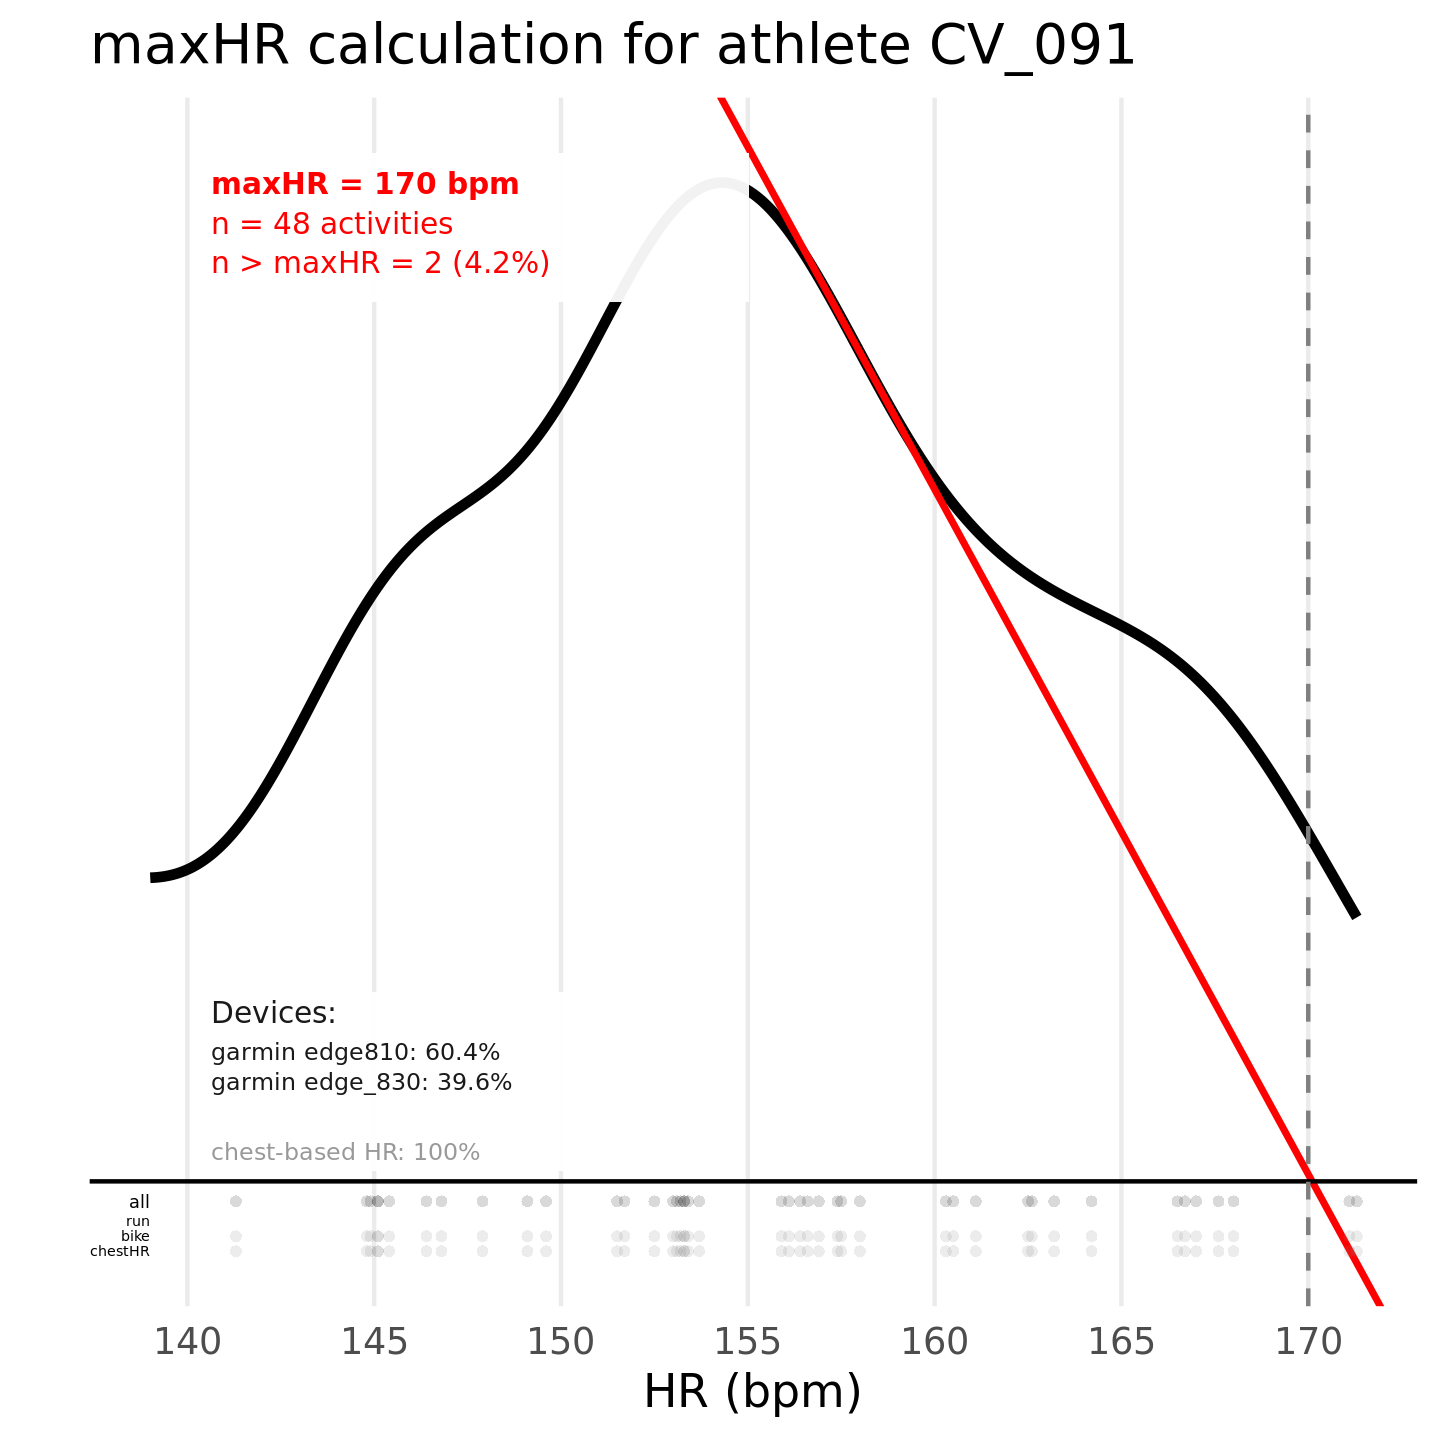 maxHR calculation for athlete CV_091
maxHR = 170 bpm
n = 48 activities
n > maxHR = 2 (4.2%)
Devices:
garmin edge810: 60.4%
garmin edge_830: 39.6%
chest-based HR: 100%
all
run
bike
chestHR
140 145 150 155 160 165 170
HR (bpm)